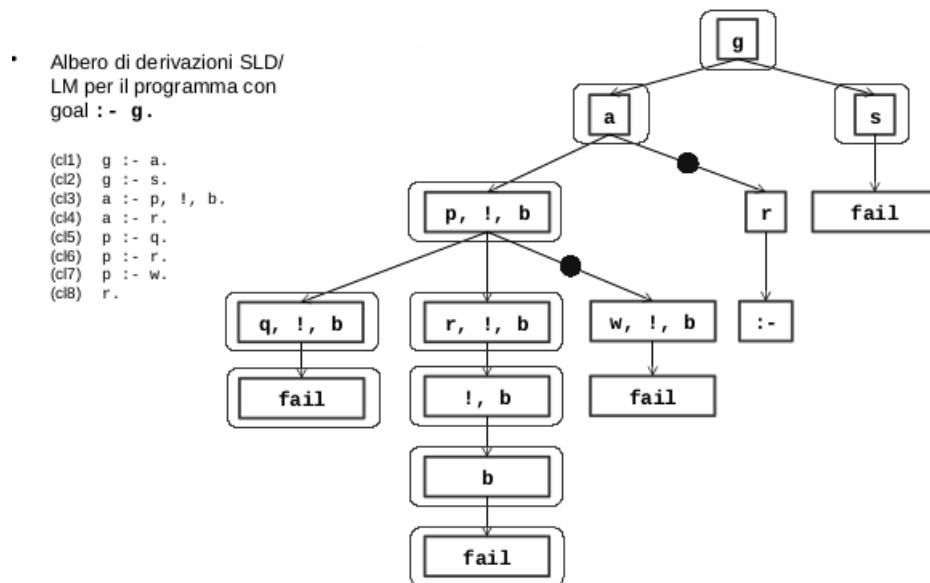 • Albero di derivazioni SLD/
LM per il programma con
goal :- g.
(cl1) g :- a.
(cl2) g :- s.
(cl3) a :- p, !, b.
(cl4) a :- r.
(cl5) p :- q.
(cl6) p :- r.
(cl7) p :- w.
(cl8) r.
g
a
s
p, !, b
r
fail
q, !, b
r, !, b
w, !, b
:-
fail
!, b
fail
b
fail